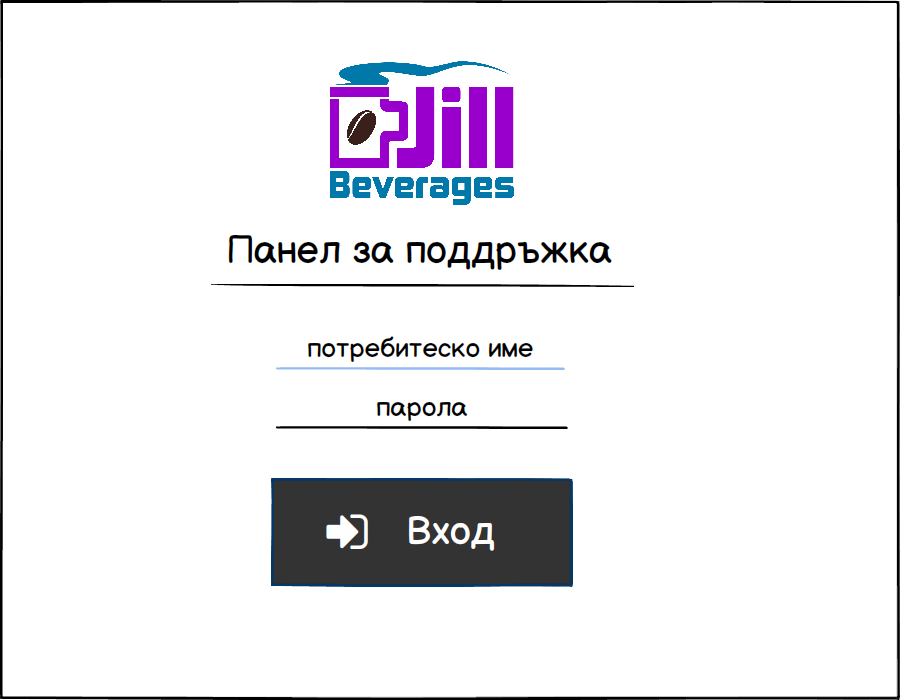 Jill
Beverages
Панел за поддръжка
потребитеско име
парола
Вход